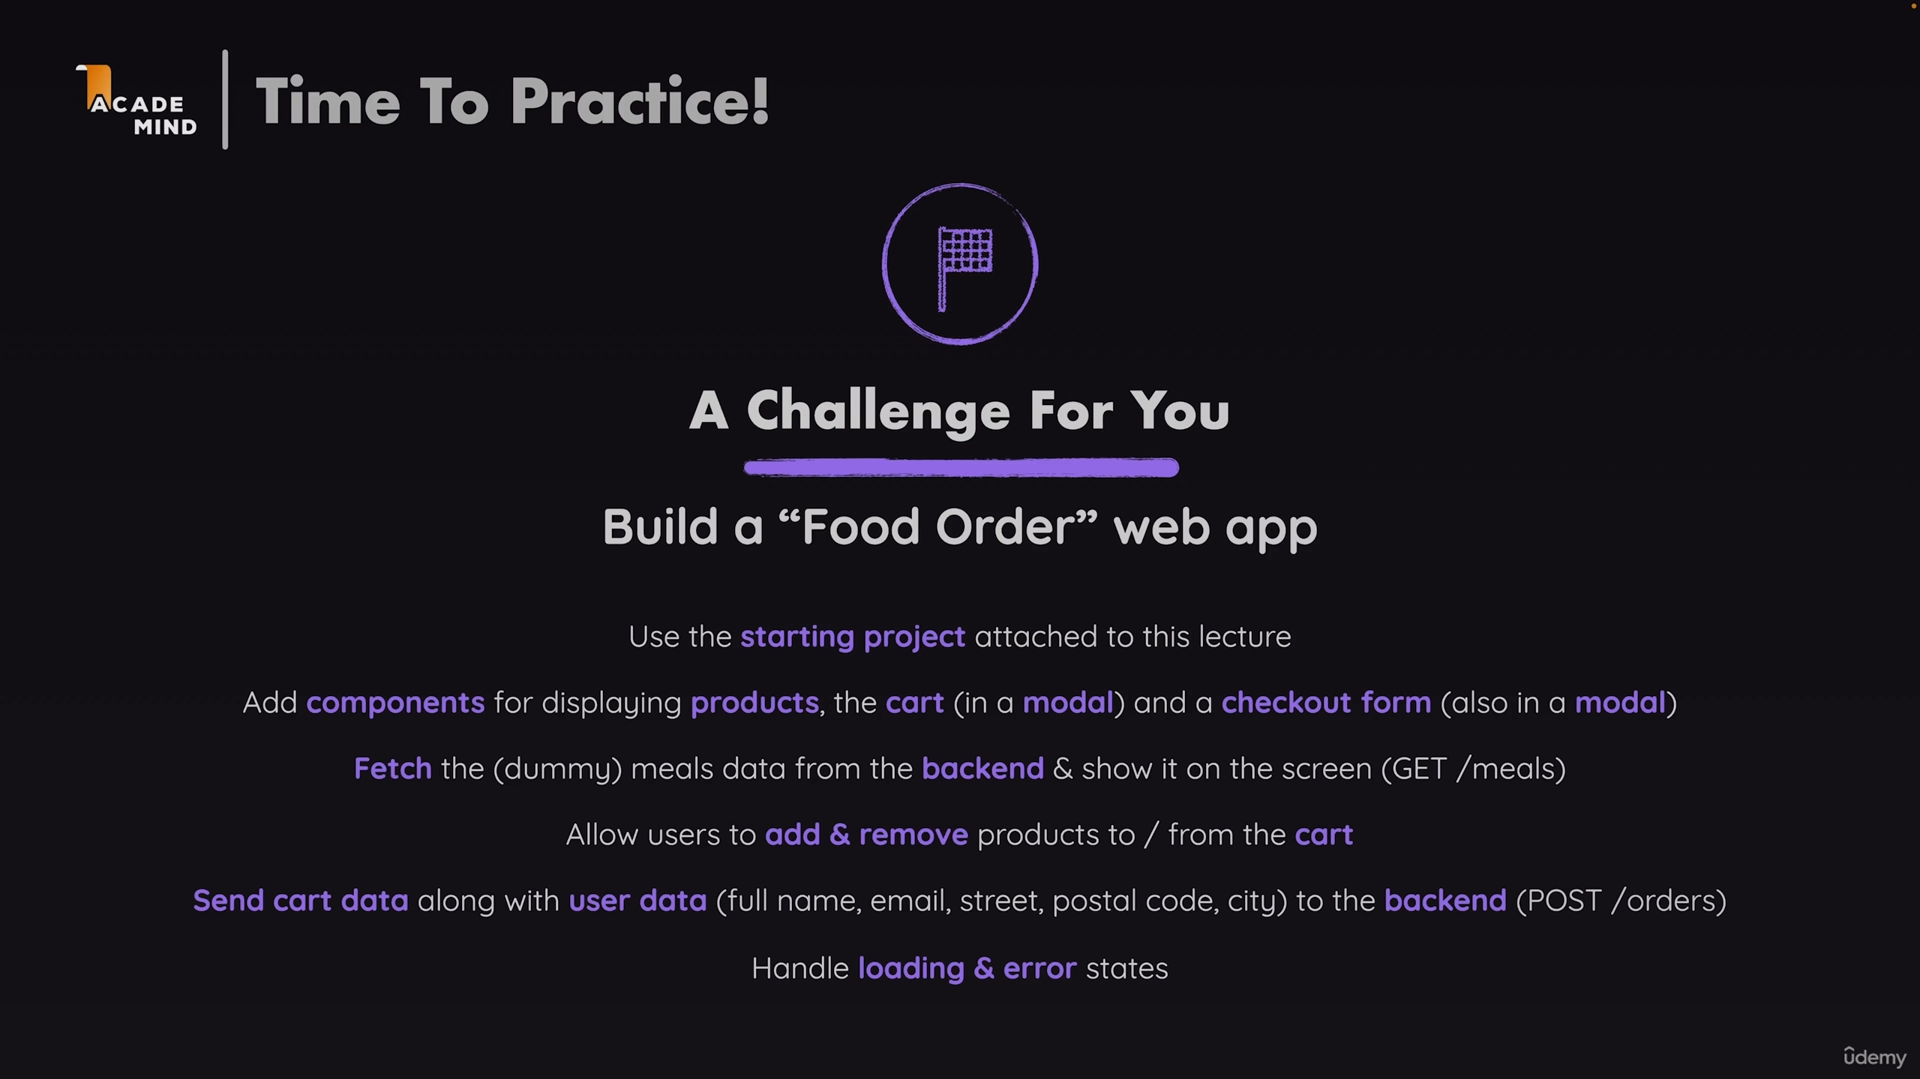 ACADE
MIND
Time To Practice!
A Challenge For You
Build a “Food Order” web app
Use the starting project attached to this lecture
Add components for displaying products, the cart (in a modal) and a checkout form (also in a modal)
Fetch the (dummy) meals data from the backend & show it on the screen (GET /meals)
Allow users to add & remove products to / from the cart
Send cart data along with user data (full name, email, street, postal code, city) to the backend (POST /orders)
Handle loading & error states
ûdemy